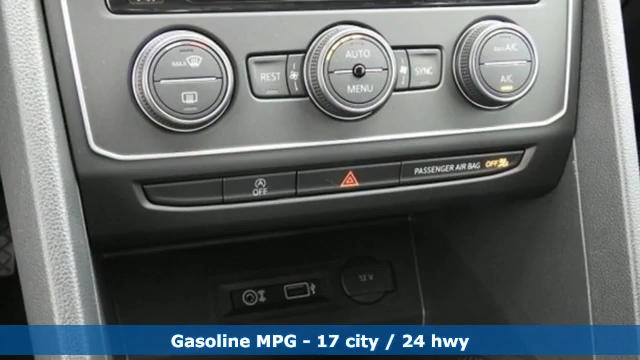 MAX
REST
AUTO
MENU
SYNC
MAX A/C
A/C
OFF
PASSENGER AIR BAG OFF
12 V
Gasoline MPG - 17 city / 24 hwy